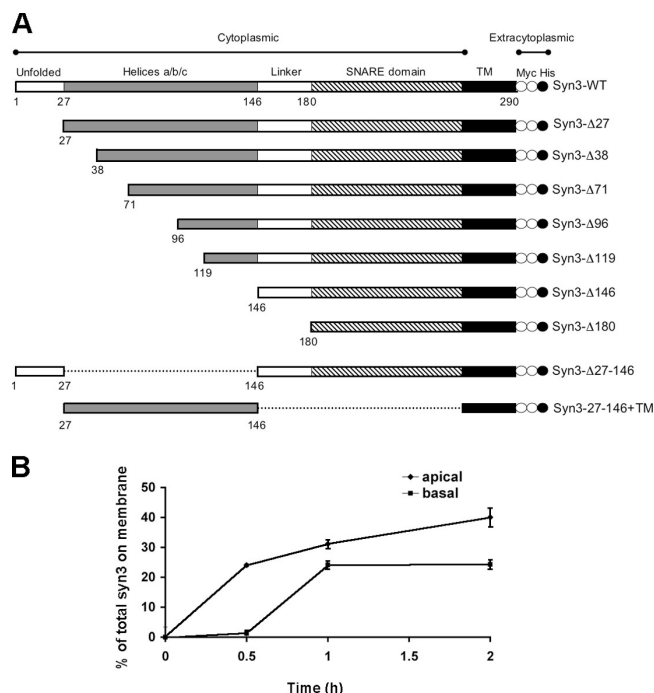 A
Cytoplasmic Extracytoplasmic
Unfolded Helices a/b/c Linker SNARE domain TM Myc His
Syn3-WT
1 27 146 180 290
Syn3-Δ27
27
Syn3-Δ38
38
Syn3-Δ71
71
Syn3-Δ96
96
Syn3-Δ119
119
Syn3-Δ146
146
Syn3-Δ180
180
Syn3-Δ27-146
1 27 146
Syn3-27-146+TM
27 146
B
apical
basal
% of total syn3 on membrane
50
40
30
20
10
0
0 0.5 1 1.5 2
Time (h)